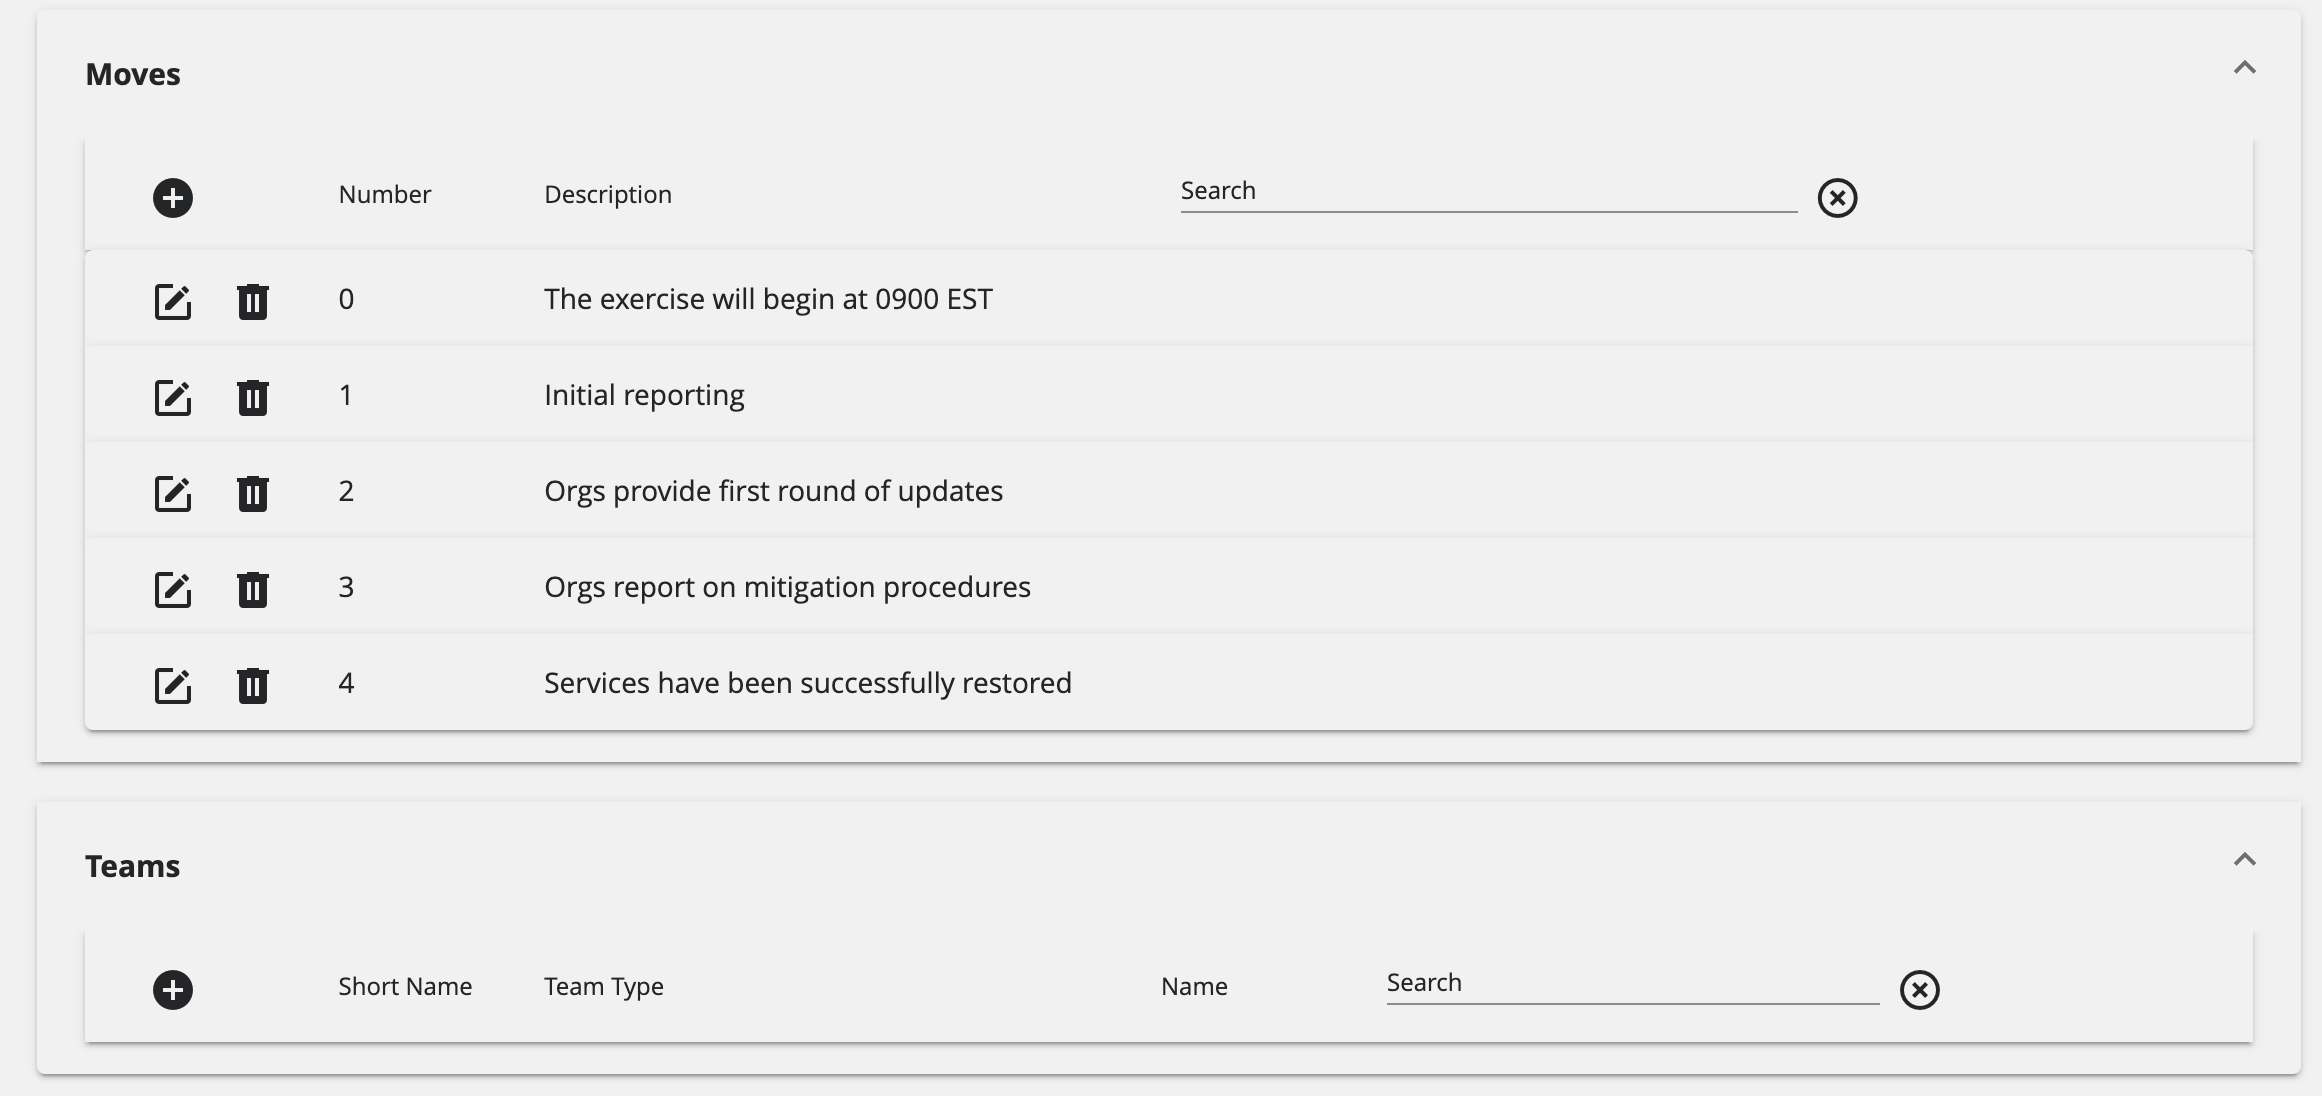 Moves
Number Description Search
0 The exercise will begin at 0900 EST
1 Initial reporting
2 Orgs provide first round of updates
3 Orgs report on mitigation procedures
4 Services have been successfully restored
Teams
Short Name Team Type Name Search